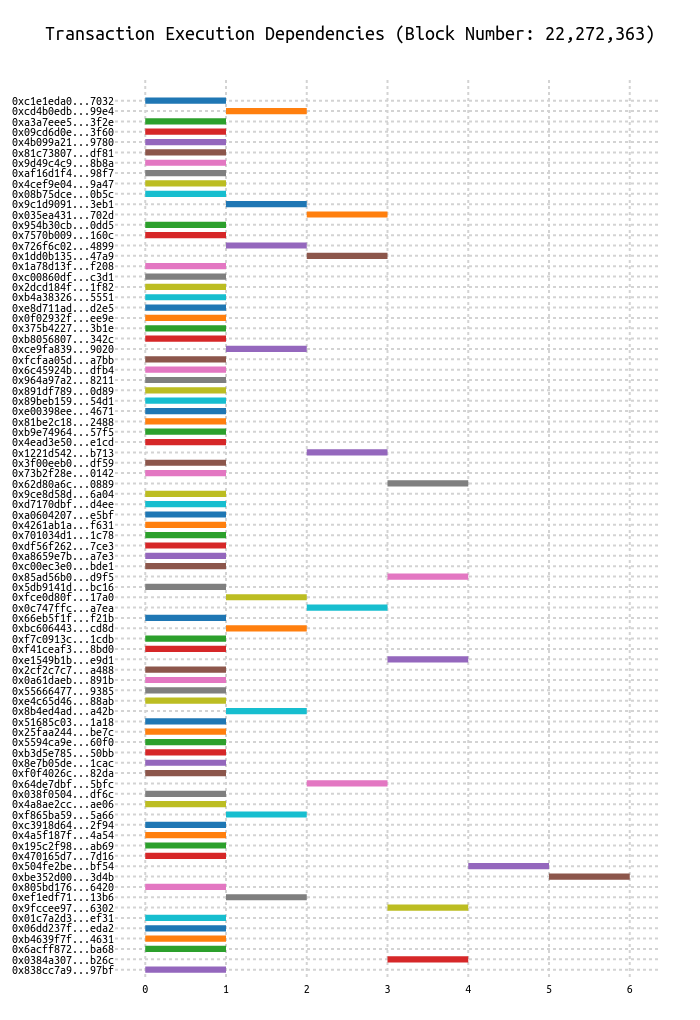 Transaction Execution Dependencies (Block Number: 22,272,363)
0xc1e1eda0...7032
0xcd4b0edb...99e4
0xa3a7eee5...3f2e
0x09cd6d0e...3f60
0x4b099a21...9780
0x81c73807...df81
0x9d49c4c9...8b8a
0xaf16d1f4...98f7
0x4cef9e04...9a47
0x08b75dce...0b5c
0x9c1d9091...3eb1
0x035ea431...702d
0x954b30cb...0dd5
0x7570b009...160c
0x726f6c02...4899
0x1dd0b135...47a9
0x1a78d13f...f208
0xc00860df...c3d1
0x2dcd184f...1f82
0xb4a38326...5551
0xe8d711ad...d2e5
0x0f02932f...ee9e
0x375b4227...3b1e
0xb8056807...342c
0xce9fa839...9020
0xfcfaa05d...a7bb
0x6c45924b...dfb4
0x964a97a2...8211
0x891df789...0d89
0x89beb159...54d1
0xe00398ee...4671
0x81be2c18...2488
0xb9e74964...57f5
0x4ead3e50...e1cd
0x1221d542...b713
0x3f00eeb0...df59
0x73b2f28e...0142
0x62d80a6c...0889
0x9ce8d58d...6a04
0xd7170dbf...d4ee
0xa0604207...e5bf
0x4261ab1a...f631
0x701034d1...1c78
0xdf56f262...7ce3
0xa8659e7b...a7e3
0xc00ec3e0...bde1
0x85ad56b0...d9f5
0x5db9141d...bc16
0xfce0d80f...17a0
0x0c747ffc...a7ea
0x66eb5f1f...f21b
0xbc606443...cd8d
0xf7c0913c...1cdb
0xf41ceaf3...8bd0
0xe1549b1b...e9d1
0x2cf2c7c7...a488
0x0a61daeb...891b
0x55666477...9385
0xe4c65d46...88ab
0x8b4ed4ad...a42b
0x51685c03...1a18
0x25faa244...be7c
0x5594ca9e...60f0
0xb3d5e785...50bb
0x8e7b05de...1cac
0xf0f4026c...82da
0x64de7dbf...5bfc
0x038f0504...df6c
0x4a8ae2cc...ae06
0xf865ba59...5a66
0xc3918d64...2f94
0x4a5f187f...4a54
0x195c2f98...ab69
0x470165d7...7d16
0x504fe2be...bf54
0xbe352d00...3d4b
0x805bd176...6420
0xef1edf71...13b6
0x9fccee97...6302
0x01c7a2d3...ef31
0x06dd237f...eda2
0xb4639f7f...4631
0x6acff872...ba68
0x0384a307...b26c
0x838cc7a9...97bf
0 1 2 3 4 5 6